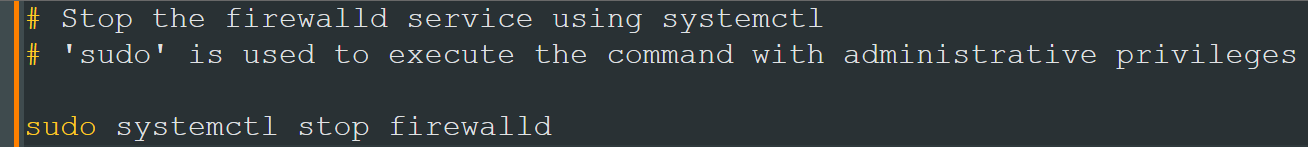 # Stop the firewalld service using systemctl
# 'sudo' is used to execute the command with administrative privileges
sudo systemctl stop firewalld